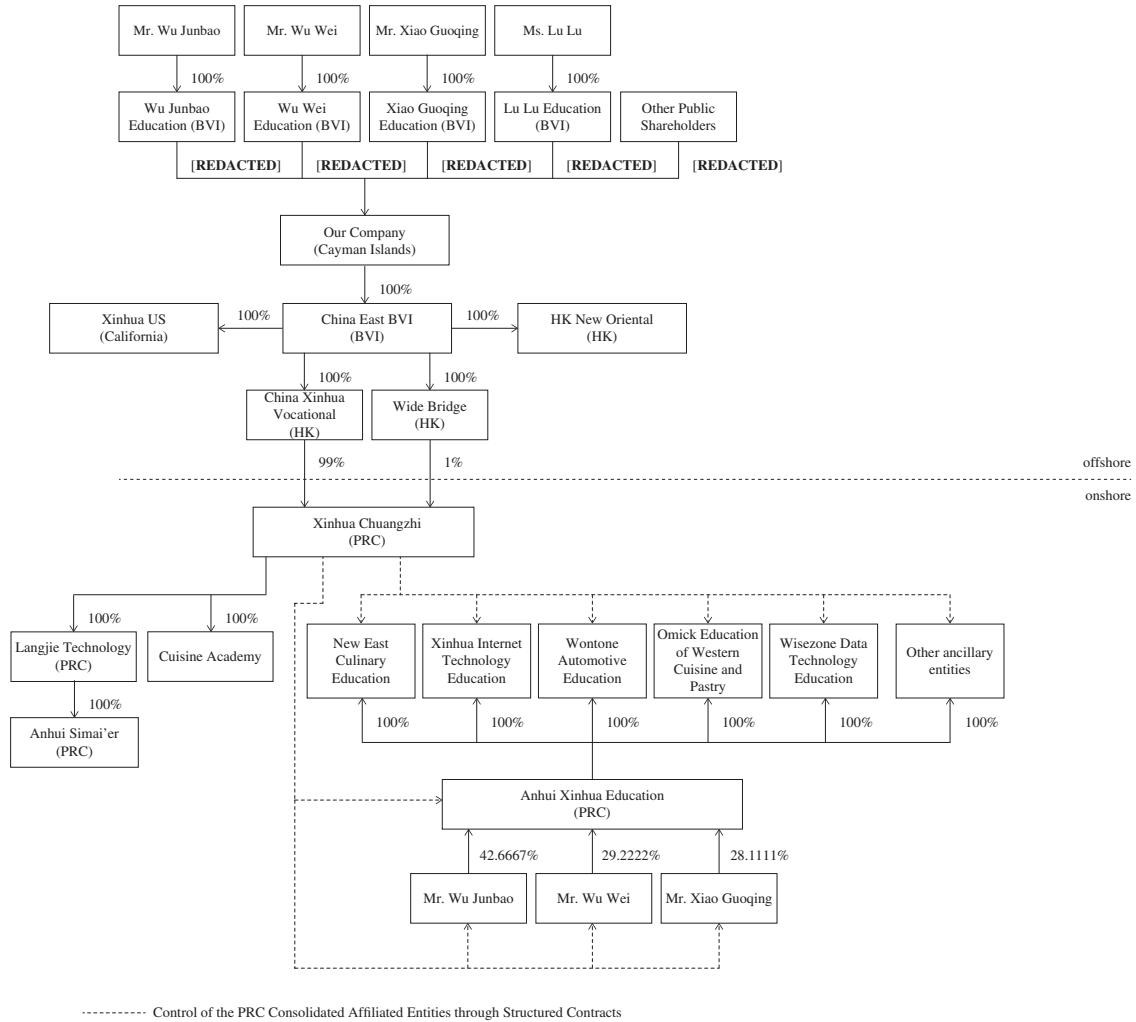 Mr. Wu Junbao
Mr. Wu Wei
Mr. Xiao Guoqing
Ms. Lu Lu
100%
100%
100%
100%
Wu Junbao
Education (BVI)
Wu Wei
Education (BVI)
Xiao Guoqing
Education (BVI)
Lu Lu Education
(BVI)
Other Public
Shareholders
[REDACTED]
[REDACTED]
[REDACTED]
[REDACTED]
[REDACTED]
Our Company
(Cayman Islands)
100%
Xinhua US
(California)
100%
China East BVI
(BVI)
100%
HK New Oriental
(HK)
100%
100%
China Xinhua
Vocational
(HK)
Wide Bridge
(HK)
99%
1%
offshore
onshore
Xinhua Chuangzhi
(PRC)
100%
100%
Langjie Technology
(PRC)
Cuisine Academy
New East
Culinary
Education
Xinhua Internet
Technology
Education
Wontone
Automotive
Education
Omick Education
of Western
Cuisine and
Pastry
Wisezone Data
Technology
Education
Other ancillary
entities
100%
Anhui Simai'er
(PRC)
100%
100%
100%
100%
100%
100%
Anhui Xinhua Education
(PRC)
42.6667%
29.2222%
28.1111%
Mr. Wu Junbao
Mr. Wu Wei
Mr. Xiao Guoqing
Control of the PRC Consolidated Affiliated Entities through Structured Contracts